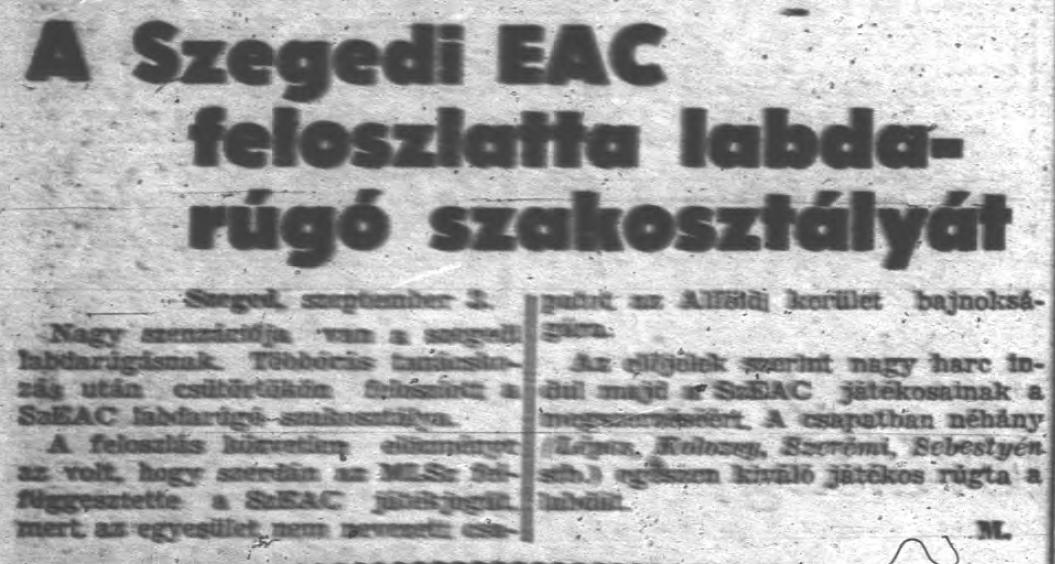 A Szegedi EAC
feloszlatta labda-
rúgó szakosztályát
Szeged, szeptember 3.
Nagy szenzációja van a szegedi
labdarúgásnak. Többórás tanácsko-
zás után csütörtökön feloszlott a
SzEAC labdarúgó szakosztálya.
A feloszlás közvetlen előzménye
az volt, hogy szerdán az MLSz fel-
függesztette a SzEAC játékjogát,
mert az egyesület nem nevezett csa-
patot az Alföldi kerület bajnoksá-
gára.
Az előjelek szerint nagy harc in-
dul majd a SzEAC játékosainak a
megszerzéséért. A csapatban néhány
Kolozsy, Szerémi, Sebestyén
stb.) egészen kiváló játékos rúgta a
labdát.
M.